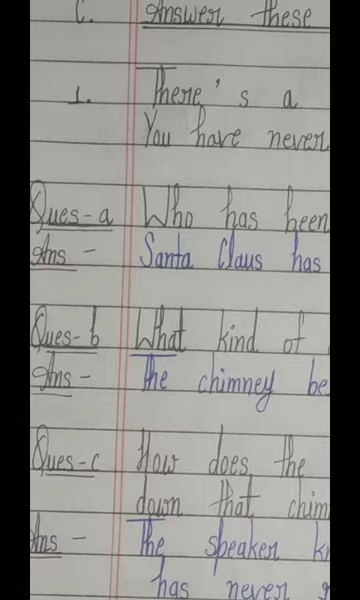 C. Answer these
1. There's a
You have never
Ques-a Who has been
Ans - Santa Claus has
Ques-b What kind of
Ans - The chimney be
Ques-c How does the
down that chim
Ans - The speaker
has never